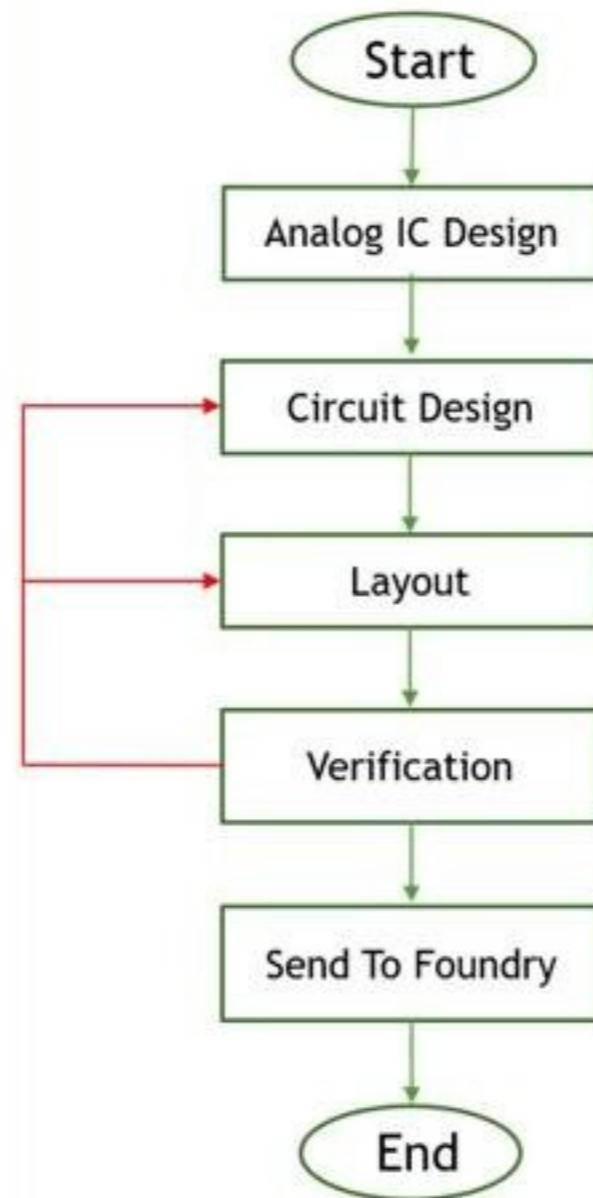 Start
Analog IC Design
Circuit Design
Layout
Verification
Send To Foundry
End